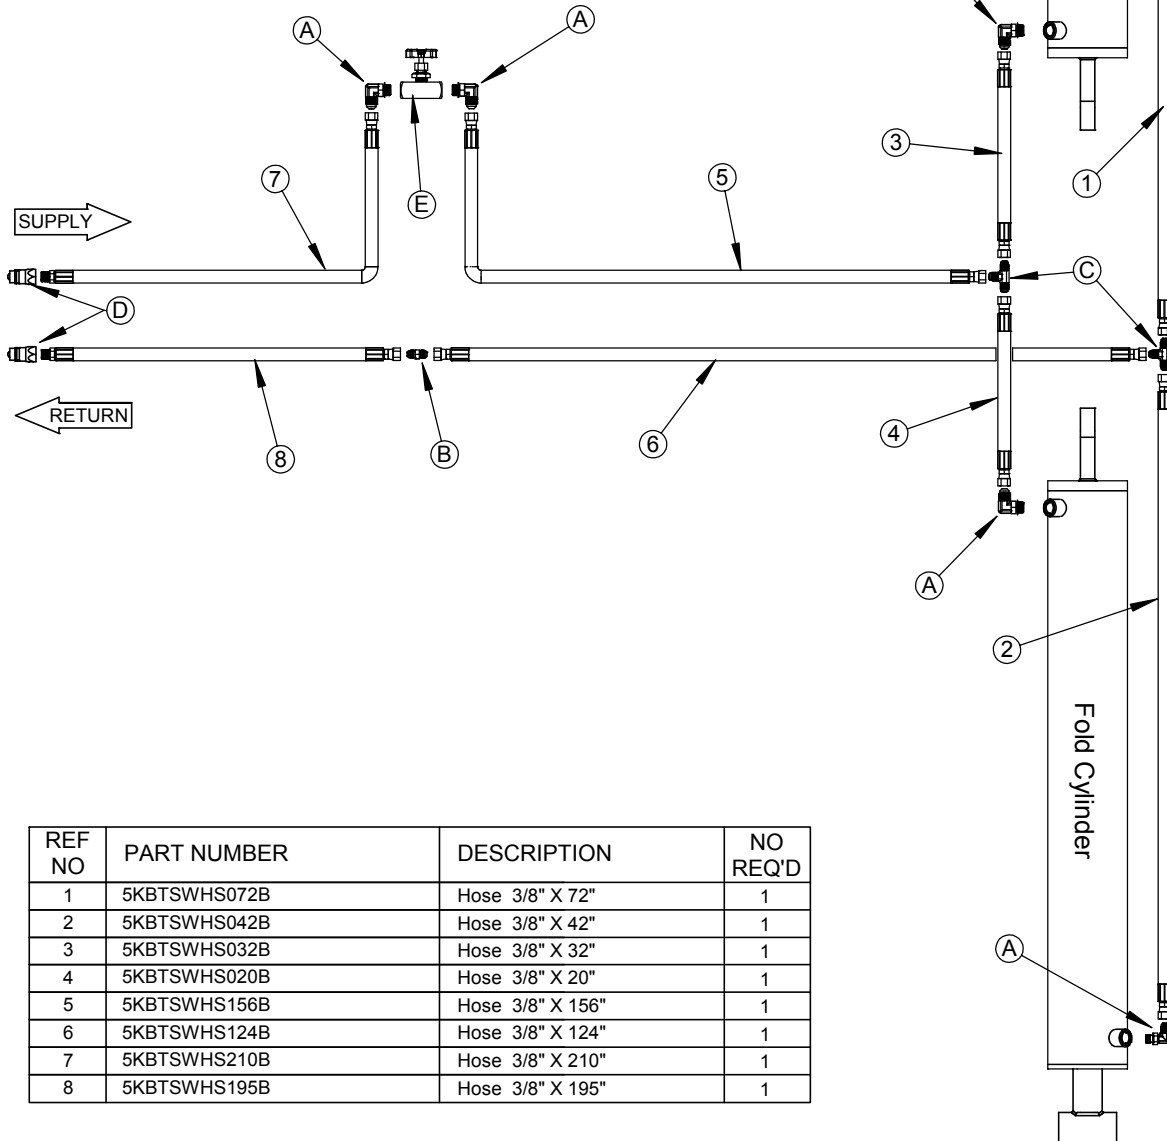 A
A
3
1
7
5
E
SUPPLY
C
D
RETURN
4
8
B
6
A
2
Fold Cylinder
A
REF NO PART NUMBER DESCRIPTION NO REQ'D
1 5KBTSWHS072B Hose 3/8" X 72" 1
2 5KBTSWHS042B Hose 3/8" X 42" 1
3 5KBTSWHS032B Hose 3/8" X 32" 1
4 5KBTSWHS020B Hose 3/8" X 20" 1
5 5KBTSWHS156B Hose 3/8" X 156" 1
6 5KBTSWHS124B Hose 3/8" X 124" 1
7 5KBTSWHS210B Hose 3/8" X 210" 1
8 5KBTSWHS195B Hose 3/8" X 195" 1